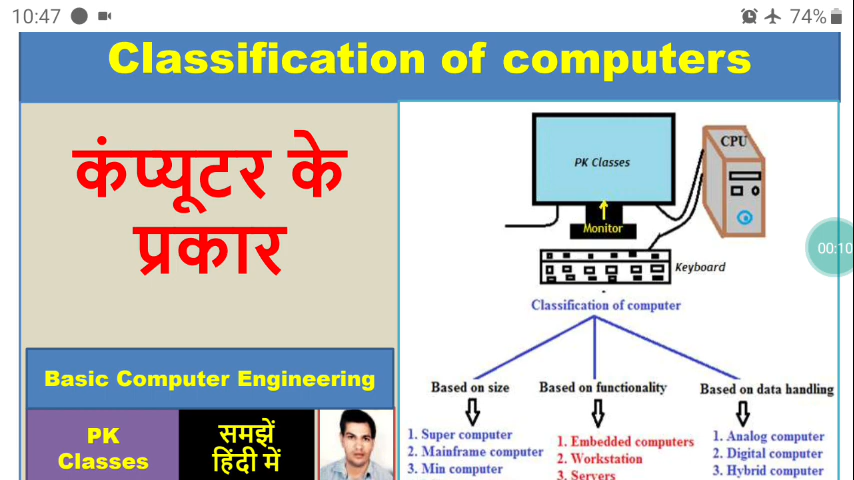 10:47
74%
Classification of computers
कंप्यूटर के
प्रकार
Basic Computer Engineering
PK
Classes
समझें
हिंदी में
PK Classes
CPU
Monitor
Keyboard
00:10
Classification of computer
Based on size
1. Super computer
2. Mainframe computer
3. Min computer
Based on functionality
1. Embedded computers
2. Workstation
3. Servers
Based on data handling
1. Analog computer
2. Digital computer
3. Hybrid computer